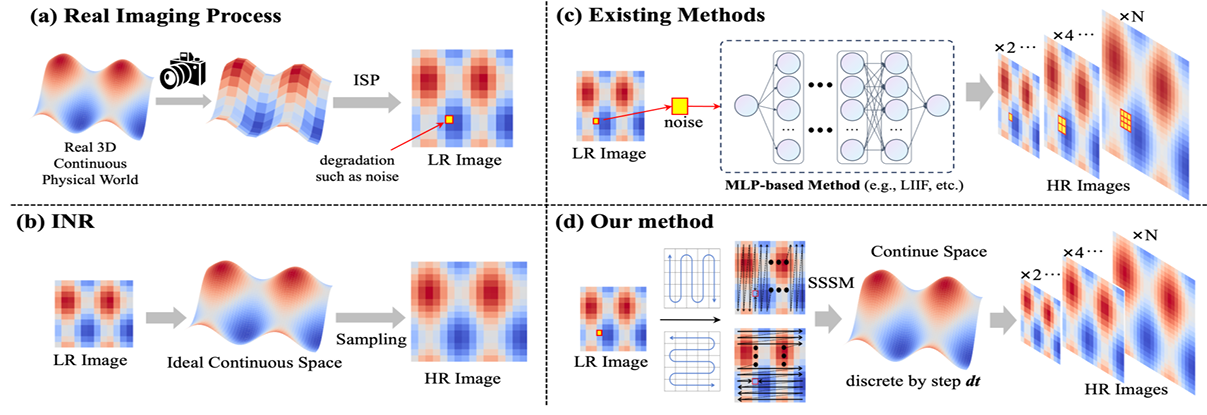 (a) Real Imaging Process
ISP
Real 3D
Continuous
Physical World
degradation
such as noise
LR Image
(b) INR
LR Image
Ideal Continuous Space
Sampling
HR Image
(c) Existing Methods
LR Image
noise
MLP-based Method (e.g., LIIF, etc.)
×2 ···
×4 ···
×N
HR Images
(d) Our method
LR Image
SSSM
Continue Space
discrete by step dt
×2 ···
×4 ···
×N
HR Images